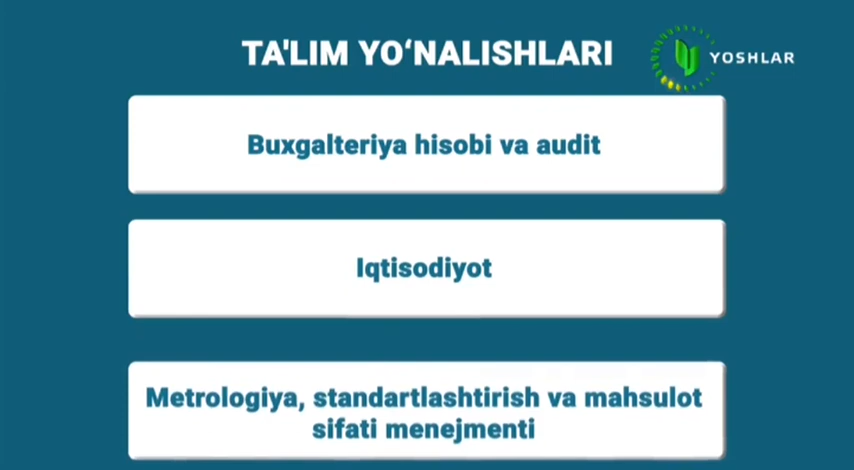 TA'LIM YO‘NALISHLARI
YOSHLAR
Buxgalteriya hisobi va audit
Iqtisodiyot
Metrologiya, standartlashtirish va mahsulot
sifati menejmenti